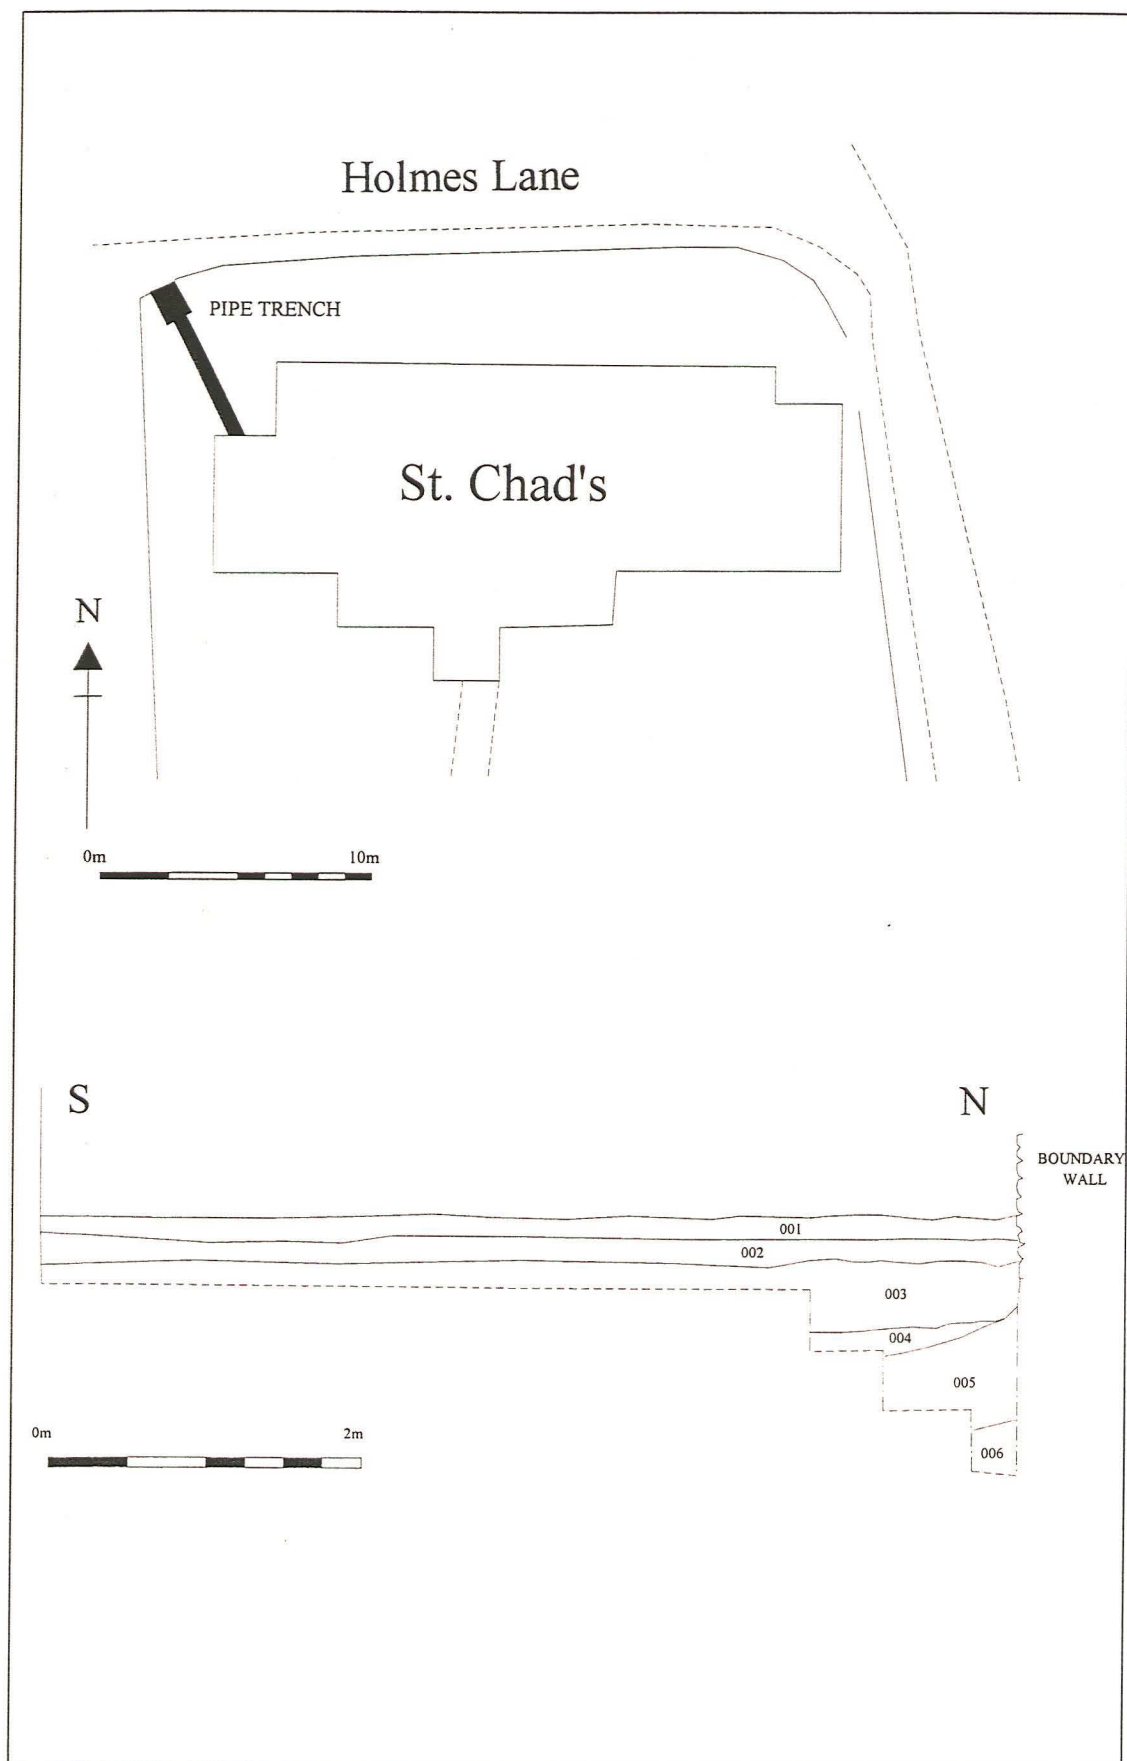 Holmes Lane
PIPE TRENCH
St. Chad's
N
0m 10m
S N
BOUNDARY
WALL
001
002
003
004
005
006
0m 2m